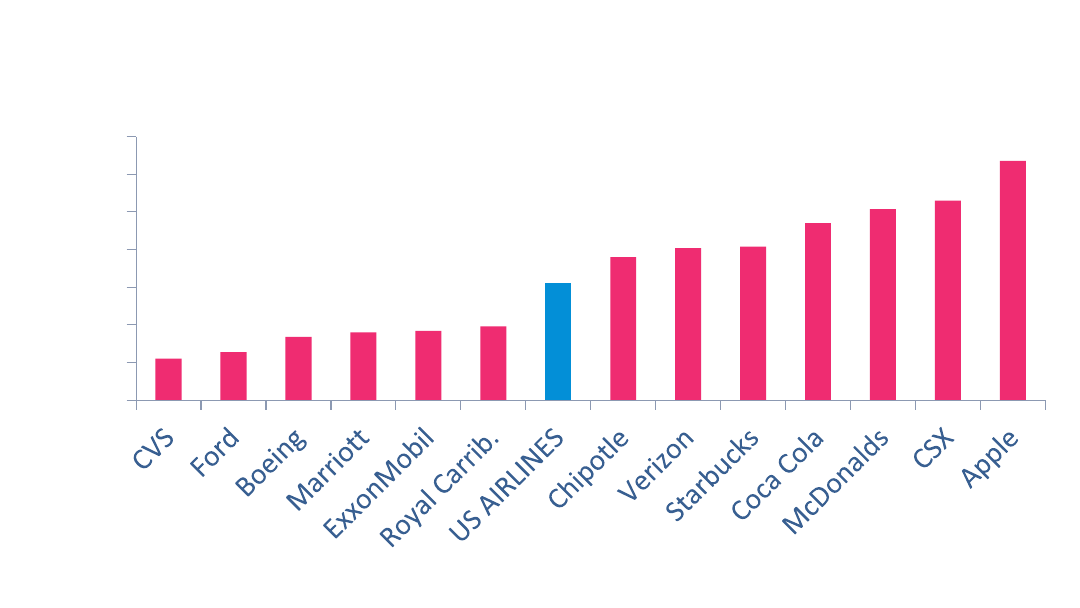 CVS
Ford
Boeing
Marriott
ExxonMobil
Royal Carrib.
US AIRLINES
Chipotle
Verizon
Starbucks
Coca Cola
McDonalds
CSX
Apple